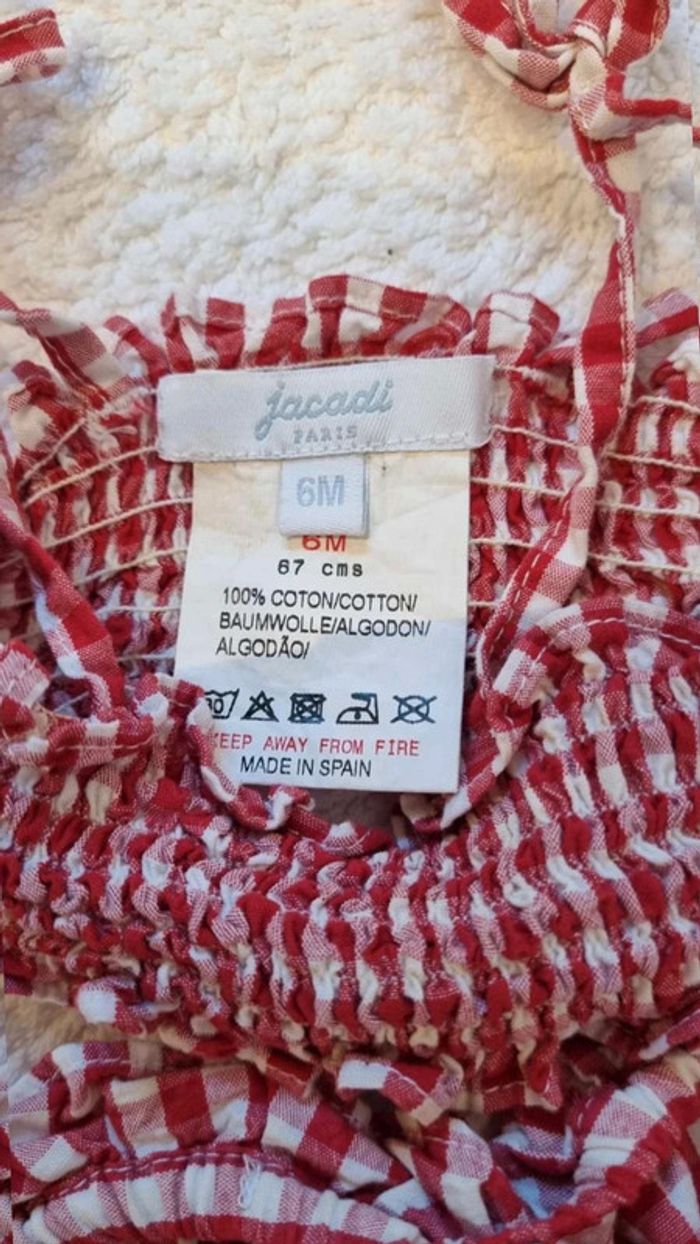 jacadi
PARIS
6M
6M
67 cms
100% COTON/COTTON/
BAUMWOLLE/ALGODON/
ALGODÃO/
KEEP AWAY FROM FIRE
MADE IN SPAIN